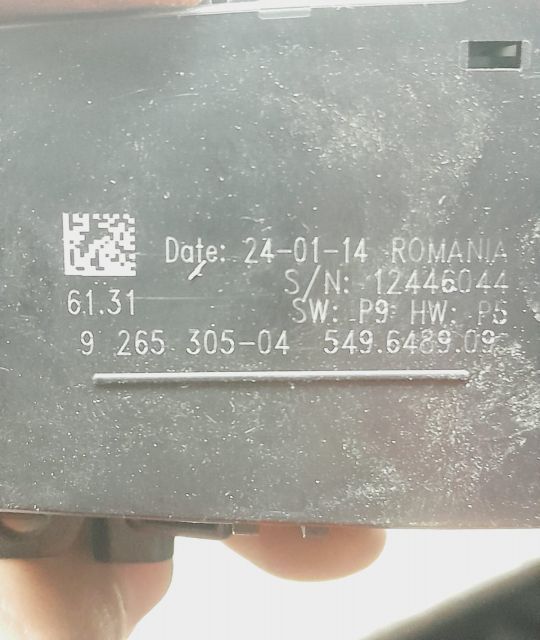 Date: 24-01-14 ROMANIA
S/N: 12446044
61.31 SW: P9 HW: P5
9 265 305-04 549.6489.09